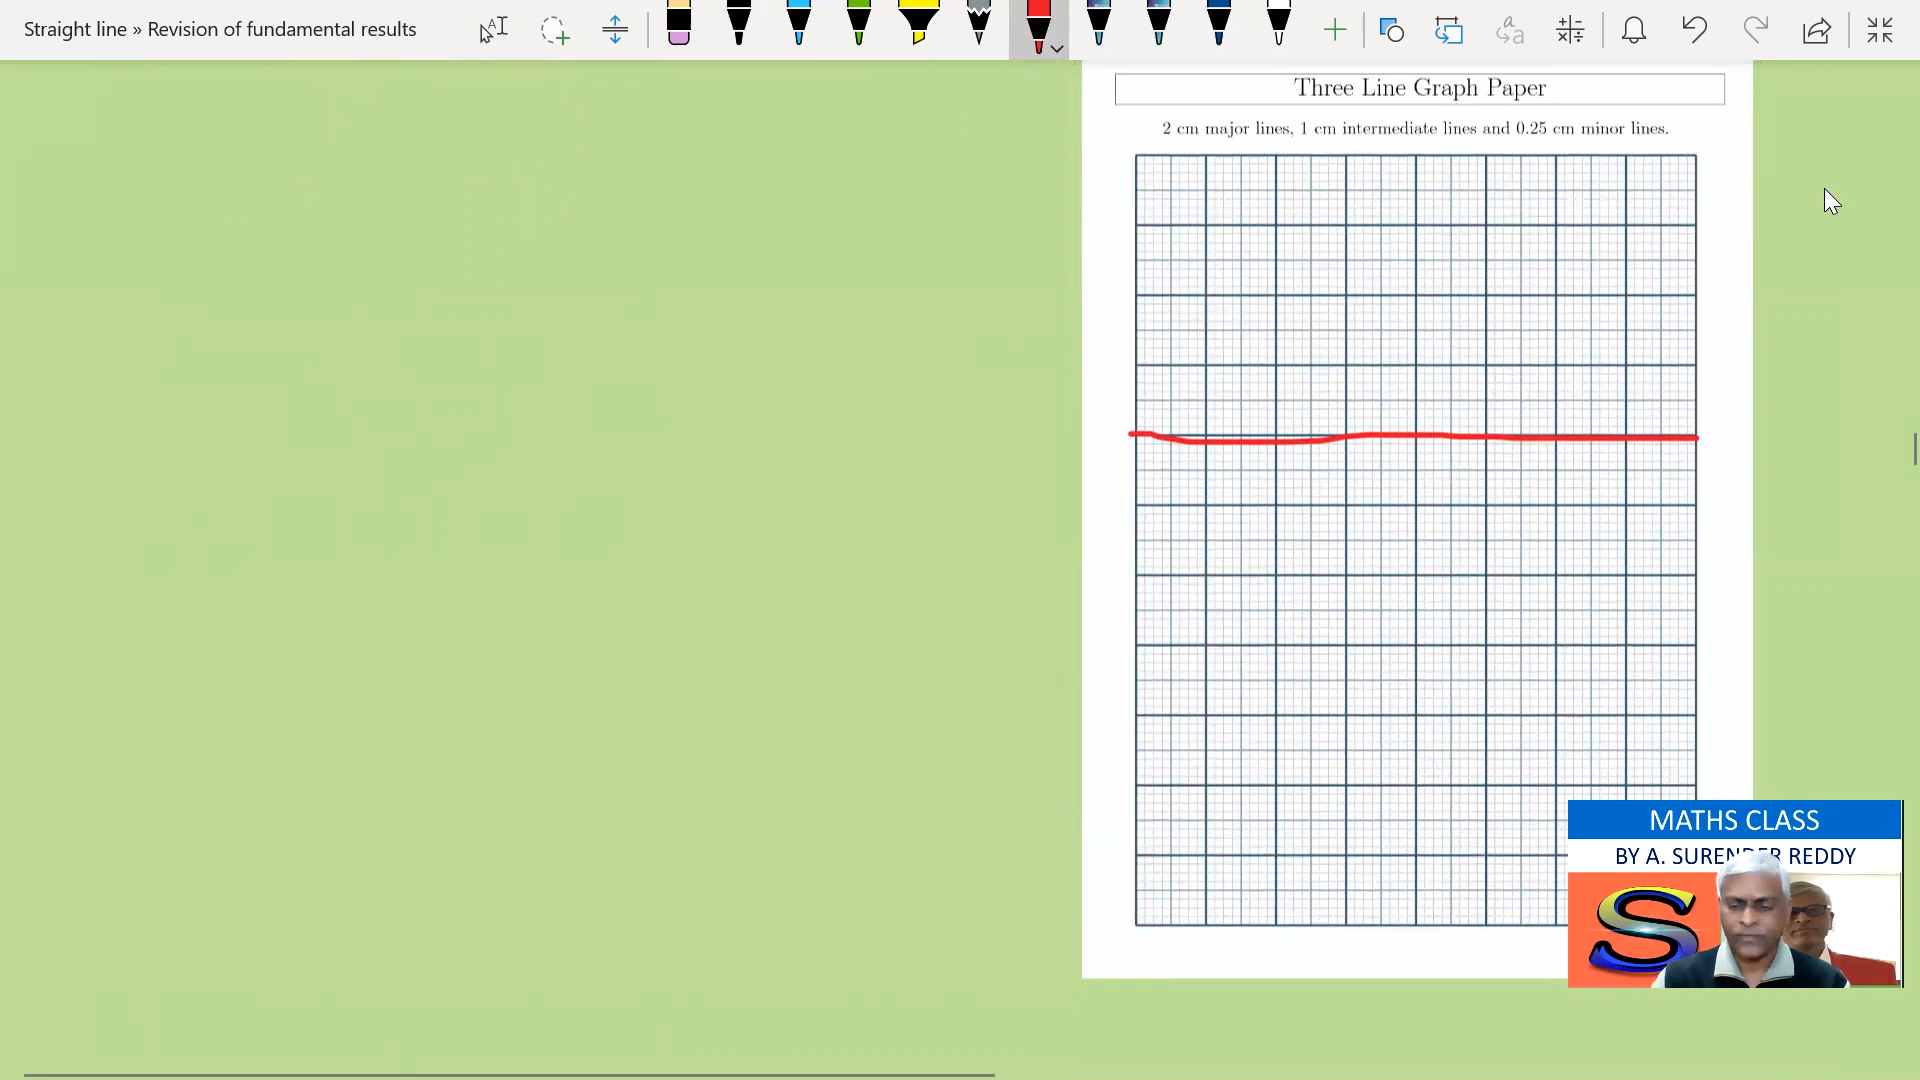 Straight line » Revision of fundamental results
Three Line Graph Paper
2 cm major lines, 1 cm intermediate lines and 0.25 cm minor lines.
MATHS CLASS
BY A. SURENDER REDDY
S